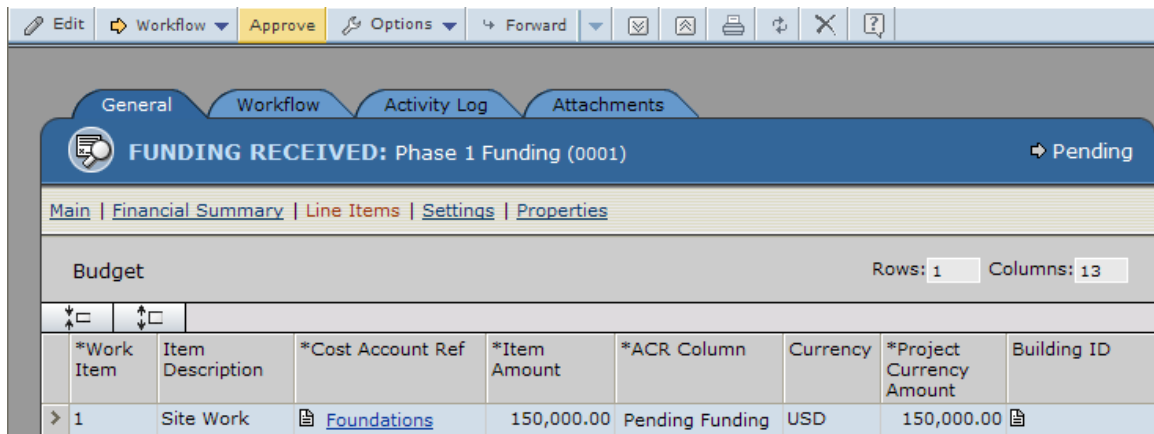 Edit Workflow Approve Options Forward
General Workflow Activity Log Attachments
FUNDING RECEIVED: Phase 1 Funding (0001) Pending
Main | Financial Summary | Line Items | Settings | Properties
Budget Rows: 1 Columns: 13
*Work Item Item Description *Cost Account Ref *Item Amount *ACR Column Currency *Project Currency Amount Building ID
1 Site Work Foundations 150,000.00 Pending Funding USD 150,000.00